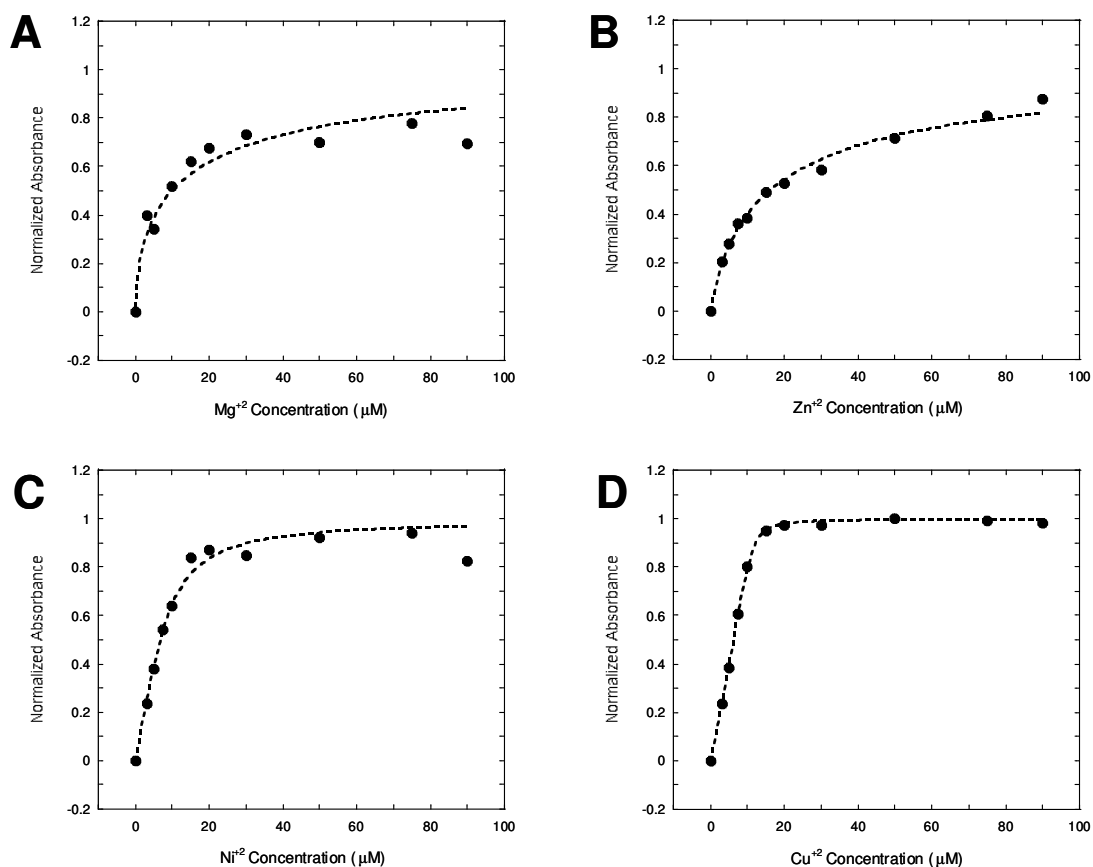 A
1.2
1
0.8
0.6
0.4
0.2
0
-0.2
Normalized Absorbance
0 20 40 60 80 100
Mg+2 Concentration ( μM)
B
1.2
1
0.8
0.6
0.4
0.2
0
-0.2
Normalized Absorbance
0 20 40 60 80 100
Zn+2 Concentration ( μM)
C
1.2
1
0.8
0.6
0.4
0.2
0
-0.2
Normalized Absorbance
0 20 40 60 80 100
Ni+2 Concentration ( μM)
D
1.2
1
0.8
0.6
0.4
0.2
0
-0.2
Normalized Absorbance
0 20 40 60 80 100
Cu+2 Concentration ( μM)